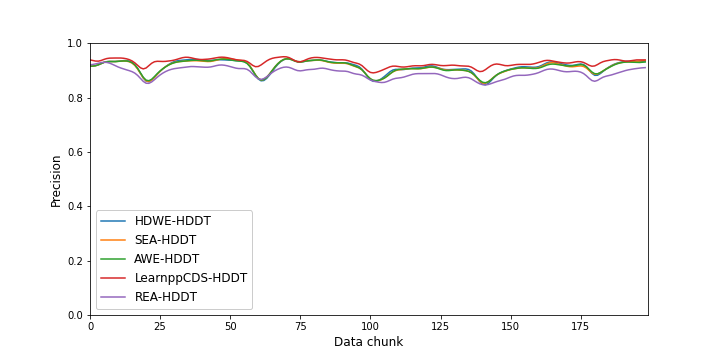 1.0
0.8
0.6
0.4
0.2
0.0
Precision
HDWE-HDDT
SEA-HDDT
AWE-HDDT
LearnppCDS-HDDT
REA-HDDT
0 25 50 75 100 125 150 175
Data chunk